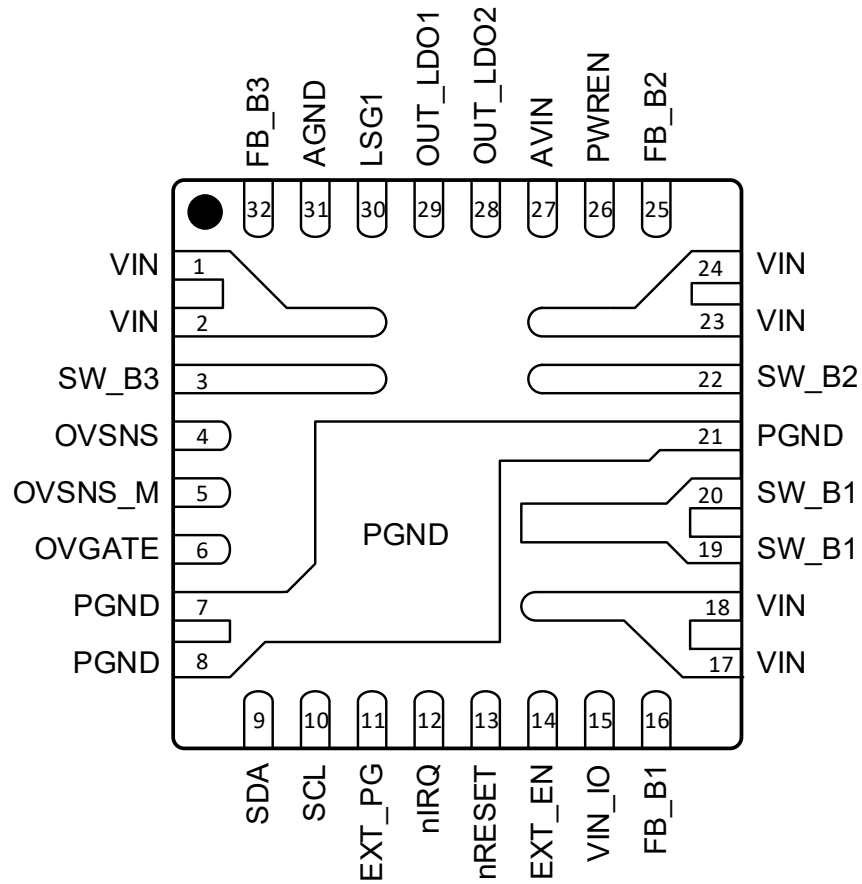 FB_B3
AGND
LSG1
OUT_LDO1
OUT_LDO2
AVIN
PWREN
FB_B2
32
31
30
29
28
27
26
25
VIN 1
24 VIN
VIN 2
23 VIN
SW_B3 3
22 SW_B2
OVSNS 4
21 PGND
OVSNS_M 5
20 SW_B1
PGND
OVGATE 6
19 SW_B1
PGND 7
18 VIN
PGND 8
17 VIN
9
10
11
12
13
14
15
16
SDA
SCL
EXT_PG
nIRQ
nRESET
EXT_EN
VIN_IO
FB_B1